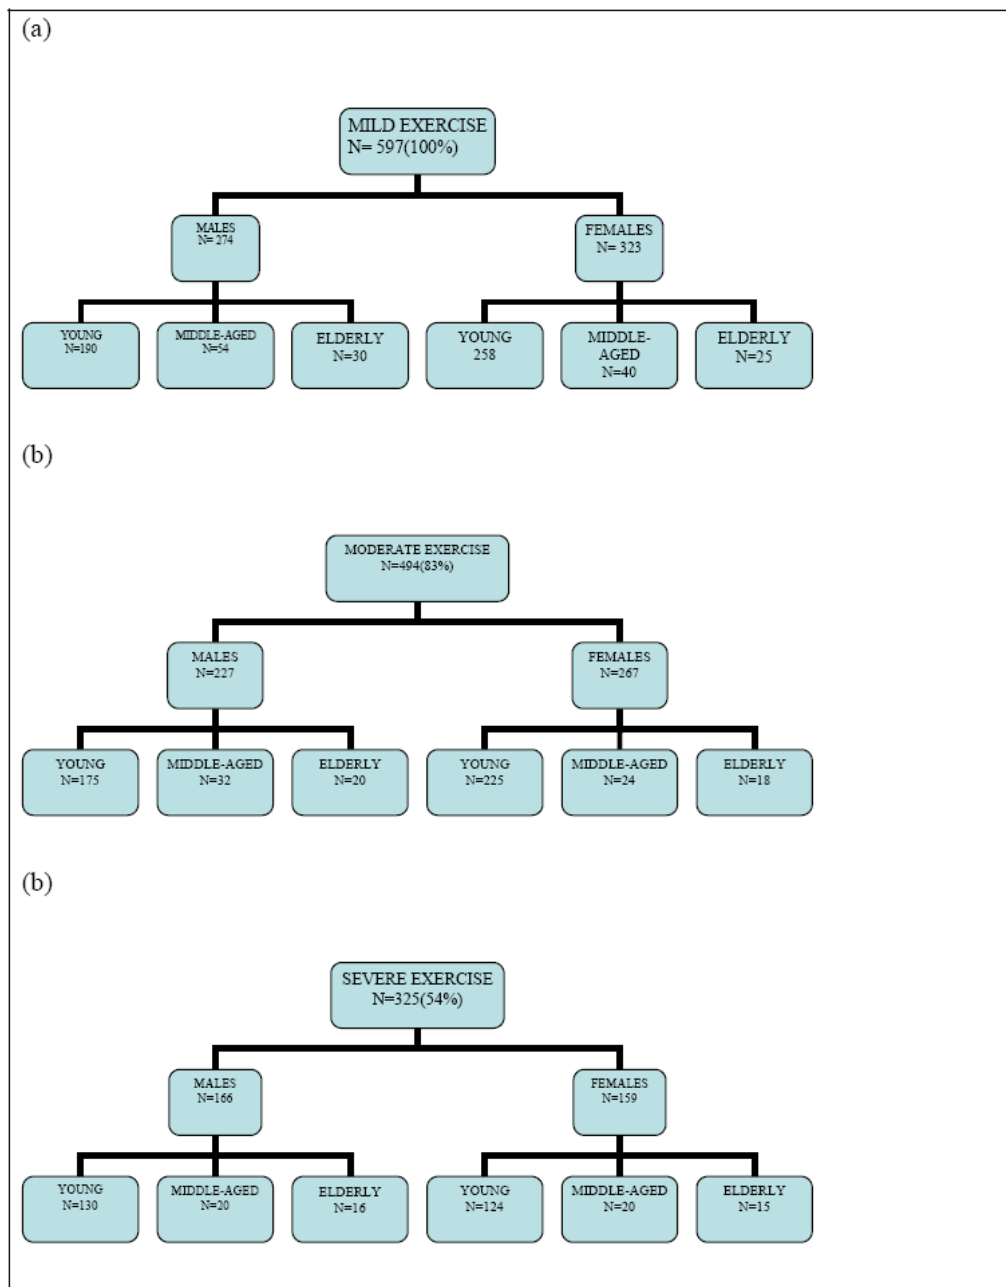 (a)
MILD EXERCISE
N= 597(100%)
MALES
N= 274
FEMALES
N= 323
YOUNG
N=190
MIDDLE-AGED
N=54
ELDERLY
N=30
YOUNG
258
MIDDLE-
AGED
N=40
ELDERLY
N=25
(b)
MODERATE EXERCISE
N=494(83%)
MALES
N=227
FEMALES
N=267
YOUNG
N=175
MIDDLE-AGED
N=32
ELDERLY
N=20
YOUNG
N=225
MIDDLE-AGED
N=24
ELDERLY
N=18
(b)
SEVERE EXERCISE
N=325(54%)
MALES
N=166
FEMALES
N=159
YOUNG
N=130
MIDDLE-AGED
N=20
ELDERLY
N=16
YOUNG
N=124
MIDDLE-AGED
N=20
ELDERLY
N=15